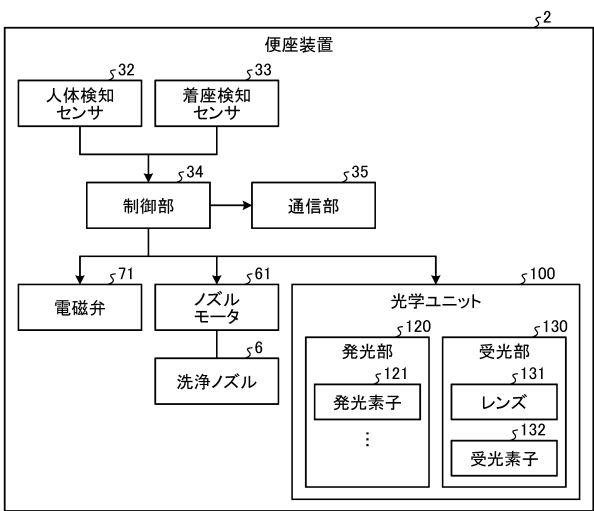 2
便座装置
32
33
人体検知
センサ
着座検知
センサ
34
35
制御部
通信部
71
61
100
電磁弁
ノズル
モータ
光学ユニット
6
洗浄ノズル
120
130
発光部
受光部
121
131
発光素子
レンズ
⋮
132
受光素子